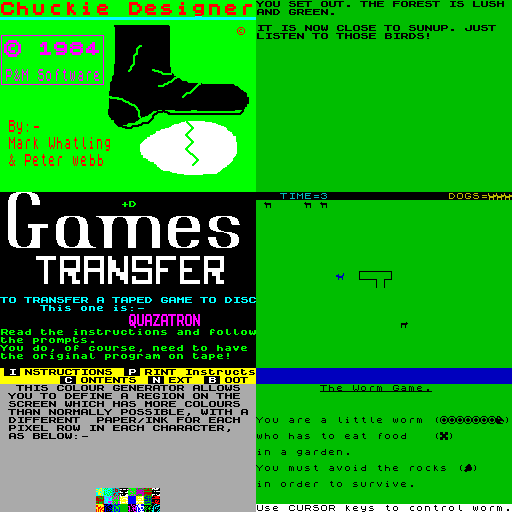 Chuckie Designer
©
© 1984
P&M Software
By:-
Mark Whatling
& Peter webb
YOU SET OUT. THE FOREST IS LUSH
AND GREEN.
IT IS NOW CLOSE TO SUNUP. JUST
LISTEN TO THOSE BIRDS!
+D
Games
TRANSFER
TO TRANSFER A TAPED GAME TO DISC
This one is:-
QUAZATRON
Read the instructions and follow
the prompts.
You do, of course, need to have
the original program on tape!
TIME=3 DOGS=
I NSTRUCTIONS P RINT Instructs
C ONTENTS N EXT B OOT
THIS COLOUR GENERATOR ALLOWS
YOU TO DEFINE A REGION ON THE
SCREEN WHICH HAS MORE COLOURS
THAN NORMALLY POSSIBLE, WITH A
DIFFERENT PAPER/INK FOR EACH
PIXEL ROW IN EACH CHARACTER,
AS BELOW:-
The Worm Game.
You are a little worm (
who has to eat food ( )
in a garden.
You must avoid the rocks ( )
in order to survive.
Use CURSOR keys to control worm.